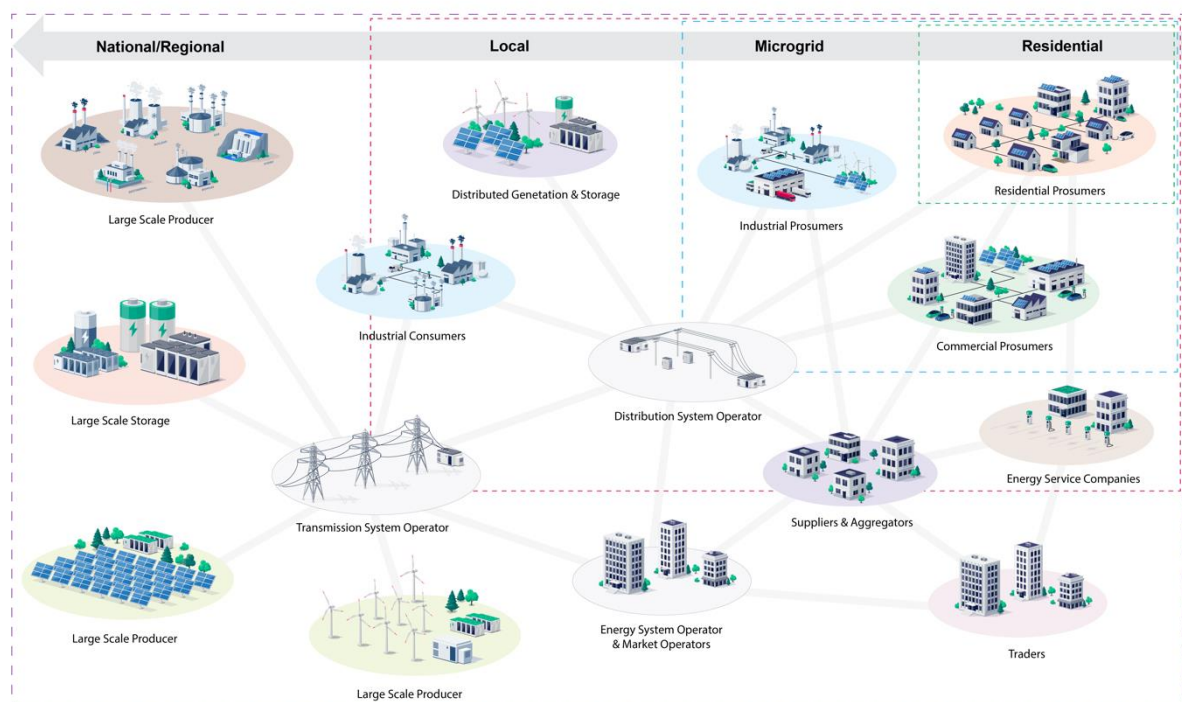 National/Regional
Local
Microgrid
Residential
Large Scale Producer
Distributed Genetation & Storage
Industrial Prosumers
Residential Prosumers
Industrial Consumers
Commercial Prosumers
Large Scale Storage
Distribution System Operator
Energy Service Companies
Transmission System Operator
Suppliers & Aggregators
Large Scale Producer
Energy System Operator
& Market Operators
Traders
Large Scale Producer